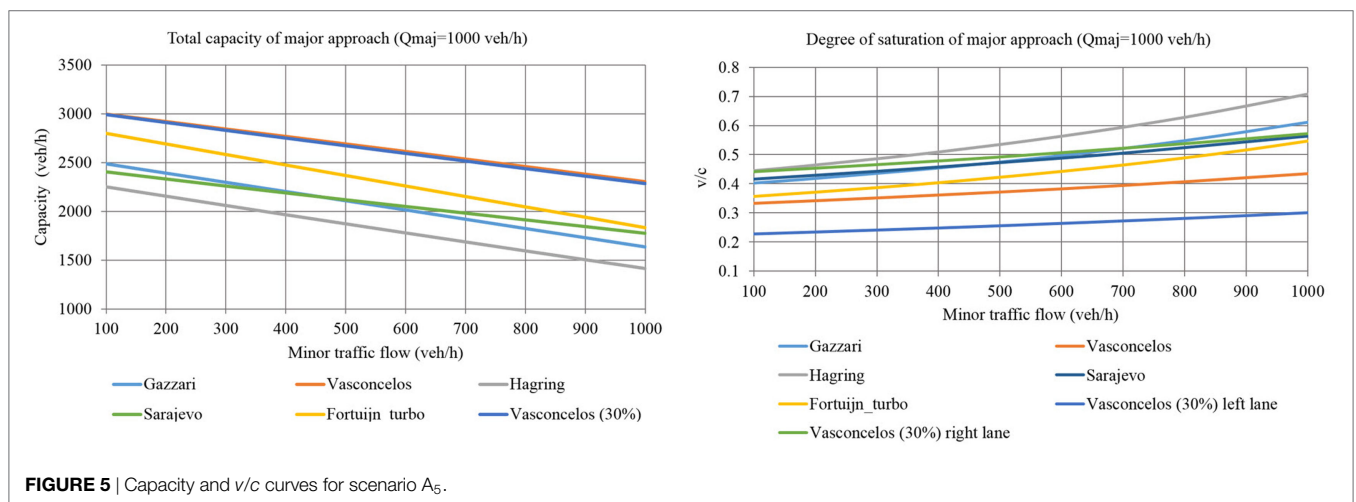 Total capacity of major approach (Qmaj=1000 veh/h)
Capacity (veh/h)
3500
3000
2500
2000
1500
1000
100 200 300 400 500 600 700 800 900 1000
Minor traffic flow (veh/h)
Gazzari Vasconcelos Hagring
Sarajevo Fortuijn_turbo Vasconcelos (30%)
Degree of saturation of major approach (Qmaj=1000 veh/h)
v/c
0.8
0.7
0.6
0.5
0.4
0.3
0.2
0.1
100 200 300 400 500 600 700 800 900 1000
Minor traffic flow (veh/h)
Gazzari Vasconcelos
Hagring Sarajevo
Fortuijn_turbo Vasconcelos (30%) left lane
Vasconcelos (30%) right lane
FIGURE 5 | Capacity and v/c curves for scenario A₅.